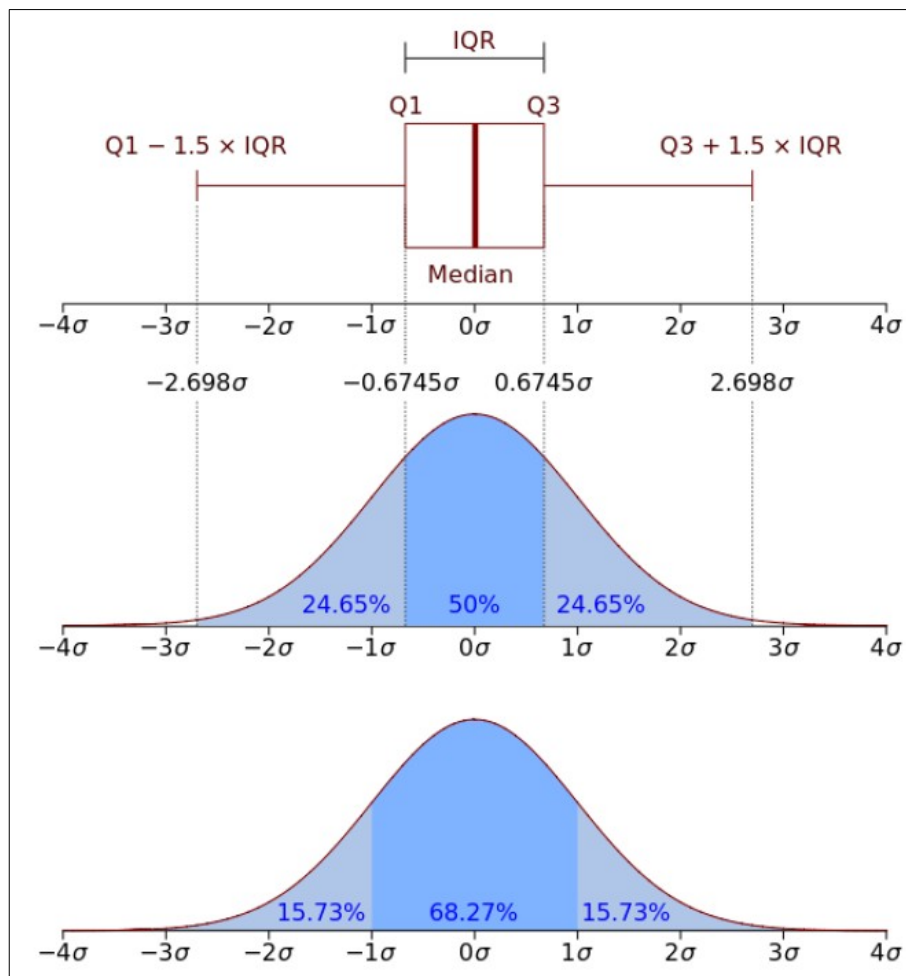 IQR
Q1 Q3
Q1 − 1.5 × IQR Q3 + 1.5 × IQR
Median
−4σ −3σ −2σ −1σ 0σ 1σ 2σ 3σ 4σ
−2.698σ −0.6745σ 0.6745σ 2.698σ
24.65% 50% 24.65%
−4σ −3σ −2σ −1σ 0σ 1σ 2σ 3σ 4σ
15.73% 68.27% 15.73%
−4σ −3σ −2σ −1σ 0σ 1σ 2σ 3σ 4σ